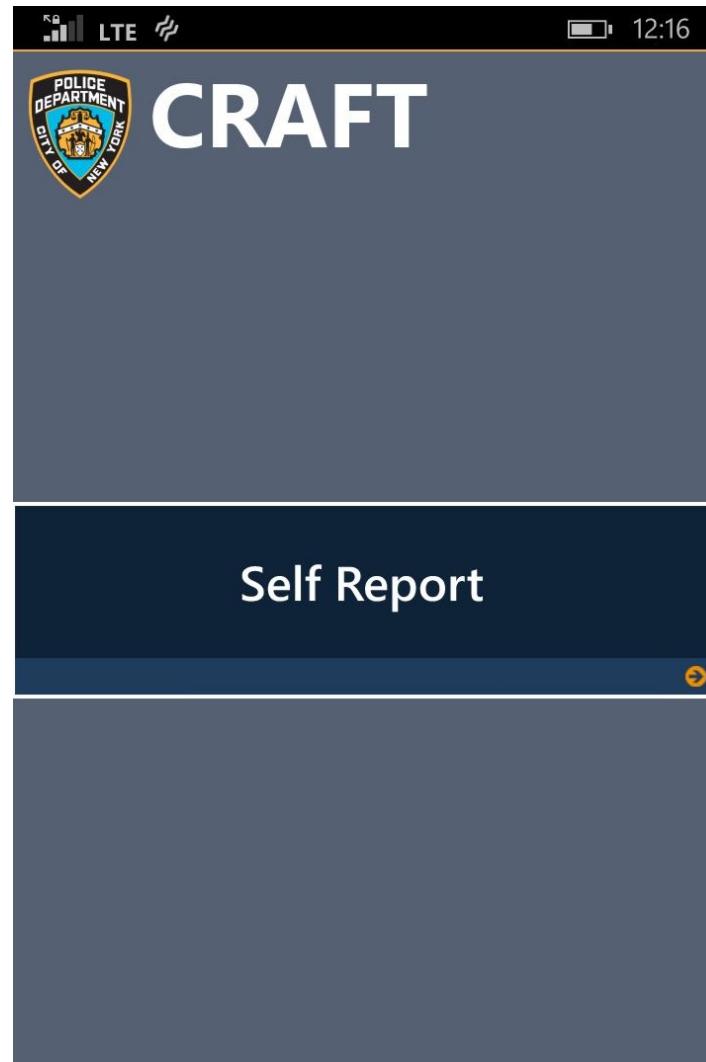 LTE
12:16
POLICE
DEPARTMENT
CITY OF NEW YORK
CRAFT
Self Report